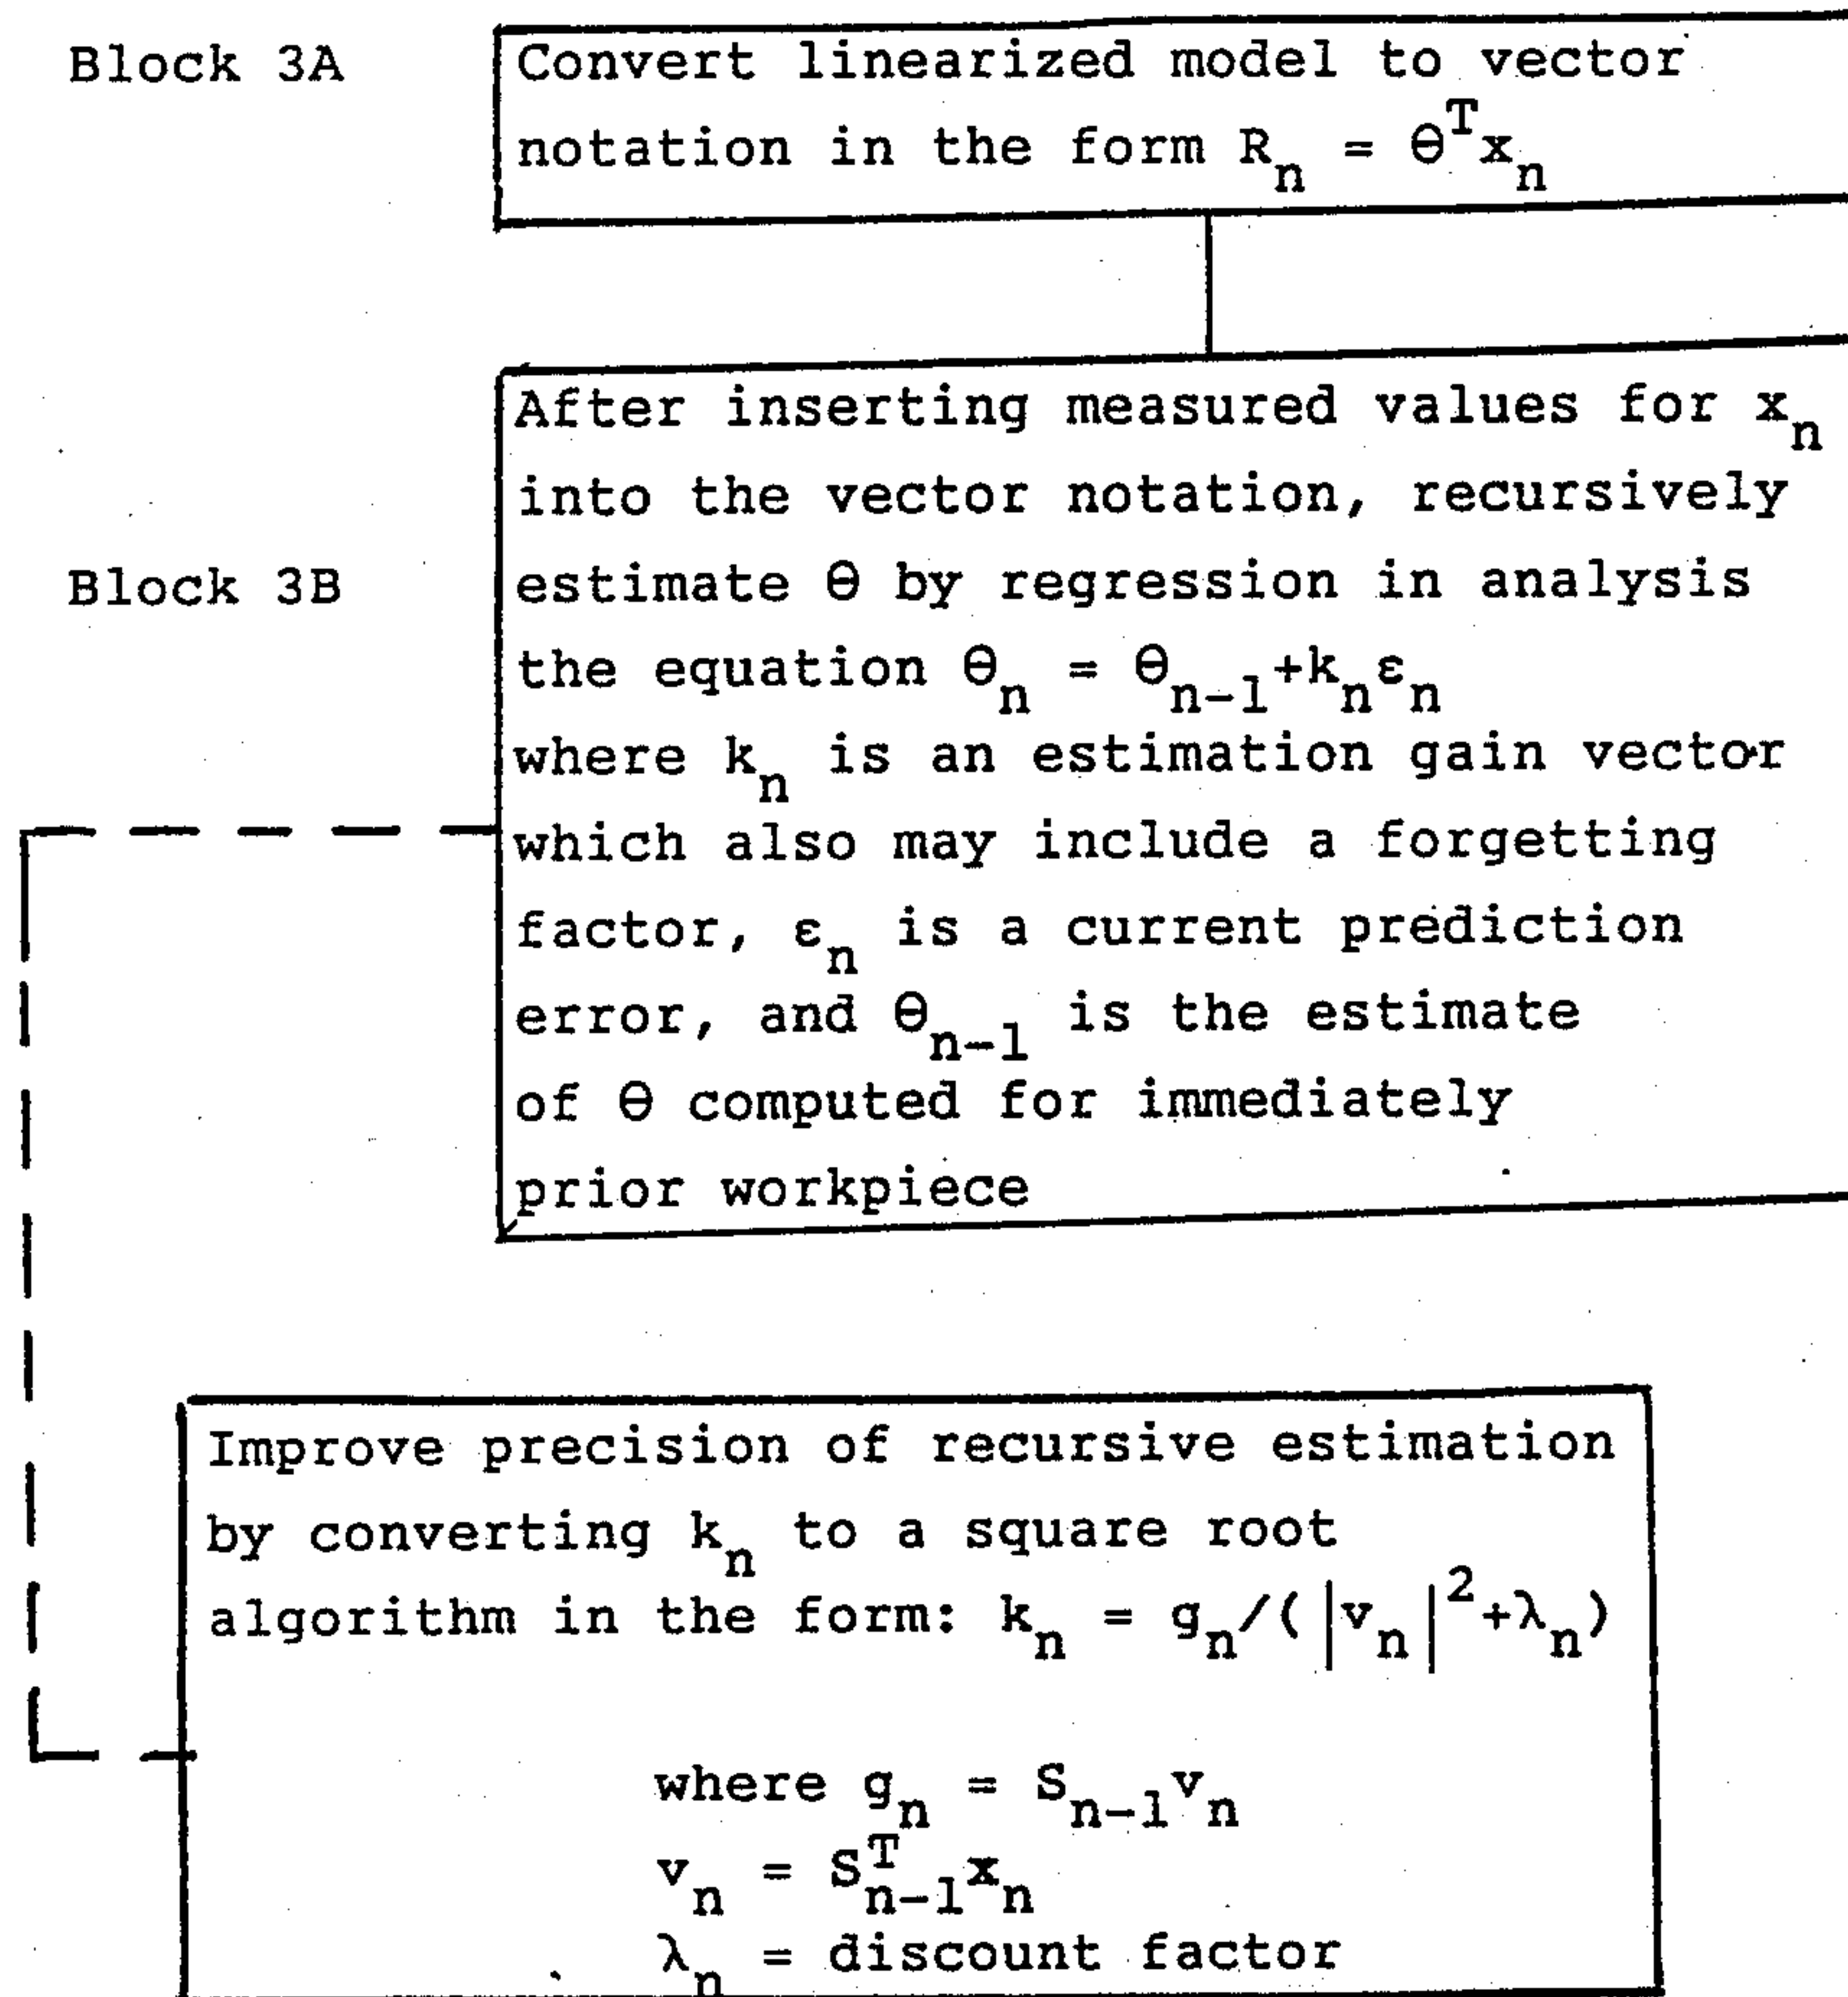 Block 3A
Convert linearized model to vector
notation in the form Rₙ = Θᵀxₙ
After inserting measured values for xₙ
into the vector notation, recursively
Block 3B
estimate Θ by regression in analysis
the equation Θₙ = Θₙ₋₁+kₙεₙ
where kₙ is an estimation gain vector
which also may include a forgetting
factor, εₙ is a current prediction
error, and Θₙ₋₁ is the estimate
of Θ computed for immediately
prior workpiece
Improve precision of recursive estimation
by converting kₙ to a square root
algorithm in the form: kₙ = gₙ/(|vₙ|²+λₙ)
where gₙ = Sₙ₋₁vₙ
vₙ = Sᵀₙ₋₁xₙ
λₙ = discount factor